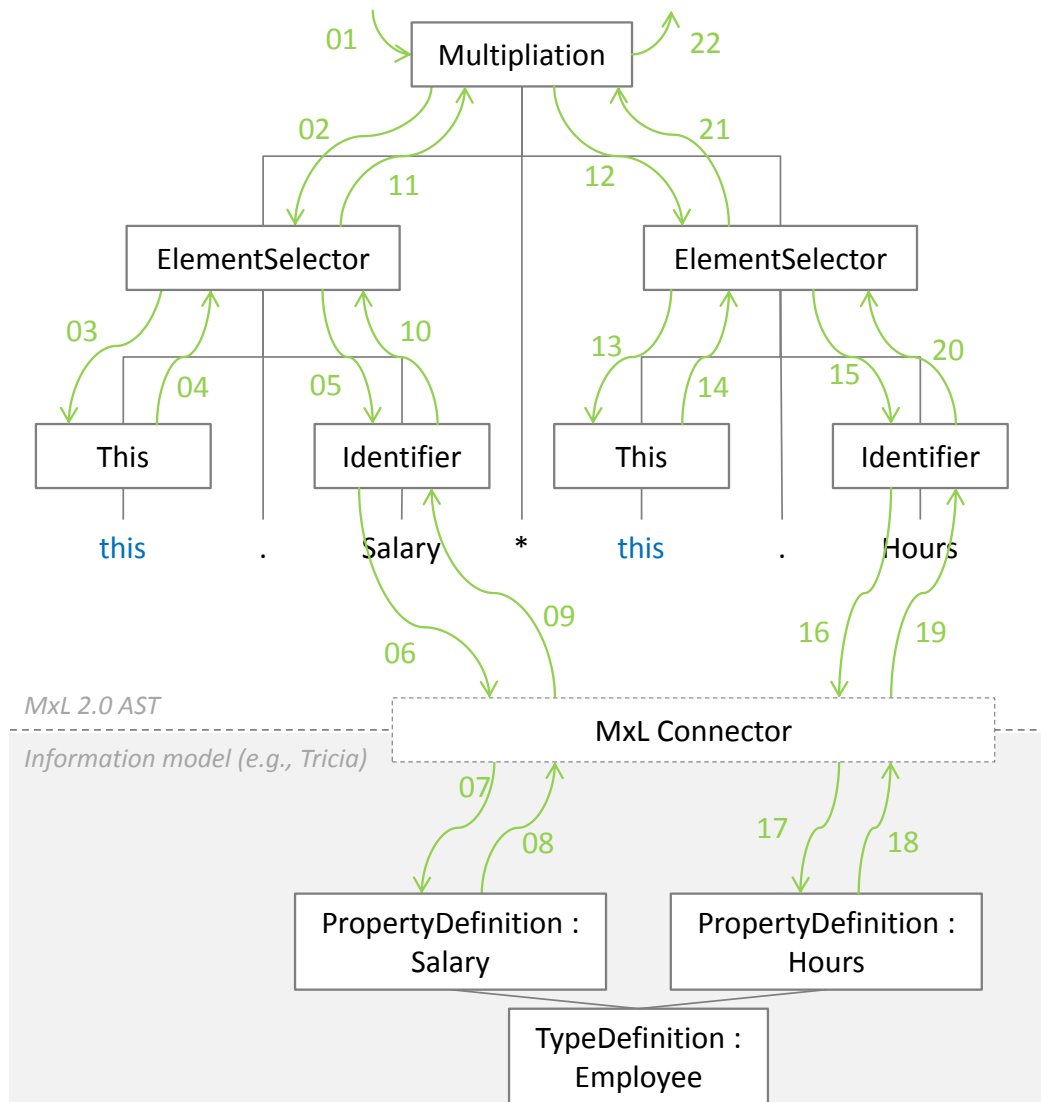 01
Multipliation
22
02
11
12
21
ElementSelector
ElementSelector
03
04
05
10
13
14
15
20
This
Identifier
This
Identifier
this . Salary * this . Hours
06
09
16
19
MxL 2.0 AST
MxL Connector
Information model (e.g., Tricia)
07
08
17
18
PropertyDefinition :
Salary
PropertyDefinition :
Hours
TypeDefinition :
Employee